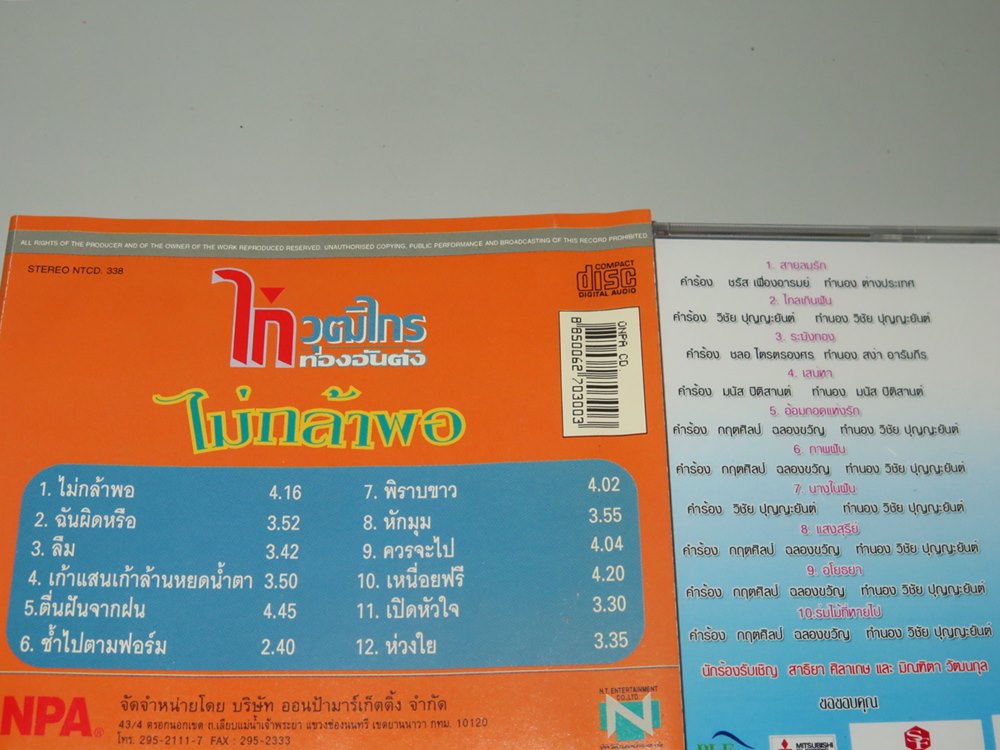 ALL RIGHTS OF THE PRODUCER AND OF THE OWNER OF THE WORK REPRODUCED RESERVED. UNAUTHORISED COPYING, PUBLIC PERFORMANCE AND BROADCASTING OF THIS RECORD PROHIBITED.
STEREO NTCD. 338
COMPACT
disc
DIGITAL AUDIO
ไก่ วุฒิไกร
ท่องอันตัง
ไม่กล้าพอ
ONPA CD
8850062703003
1. ไม่กล้าพอ 4.16
2. ฉันผิดหรือ 3.52
3. ลืม 3.42
4. เก้าแสนเก้าล้านหยดน้ำตา 3.50
5.ตื่นฝันจากฝน 4.45
6. ช้ำไปตามฟอร์ม 2.40
7. พิราบขาว 4.02
8. หักมุม 3.55
9. ควรจะไป 4.04
10. เหนื่อยฟรี 4.20
11. เปิดหัวใจ 3.30
12. ห่วงใย 3.35
NPA®
จัดจำหน่ายโดย บริษัท ออนป้ามาร์เก็ตติ้ง จำกัด
43/4 ตรอกนอกเขต ถ.เลียบแม่น้ำเจ้าพระยา แขวงช่องนนทรี เขตยานนาวา กทม. 10120
โทร. 295-2111-7 FAX : 295-2333
N.T. ENTERTAINMENT
CO.,LTD.
N
1. สายลมรัก
คำร้อง ชรัส เฟื่องอารมย์ ทำนอง ต่างประเทศ
2. ไกลเกินฝัน
คำร้อง วิชัย ปุญญะยันต์ ทำนอง วิชัย ปุญญะยันต์
3. ระฆังทอง
คำร้อง ชลอ ไตรตรองศร ทำนอง สง่า อารัมภีร
4. เสน่หา
คำร้อง มนัส ปิติสานต์ ทำนอง มนัส ปิติสานต์
5. อ้อมกอดแห่งรัก
คำร้อง กฤตศิลป ฉลองขวัญ ทำนอง วิชัย ปุญญะยันต์
6. ภาพฝัน
คำร้อง กฤตศิลป ฉลองขวัญ ทำนอง วิชัย ปุญญะยันต์
7. นางในฝัน
คำร้อง วิชัย ปุญญะยันต์ ทำนอง วิชัย ปุญญะยันต์
8. แสงสุรีย์
คำร้อง กฤตศิลป ฉลองขวัญ ทำนอง วิชัย ปุญญะยันต์
9. อโยธยา
คำร้อง กฤตศิลป ฉลองขวัญ ทำนอง วิชัย ปุญญะยันต์
10.ร่มไม้ที่หายไป
คำร้อง กฤตศิลป ฉลองขวัญ ทำนอง วิชัย ปุญญะยันต์
นักร้องรับเชิญ สาธิยา ศิลาเกษ และ มิณฑิตา วัฒนกุล
ขอขอบคุณ
MITSUBISHI